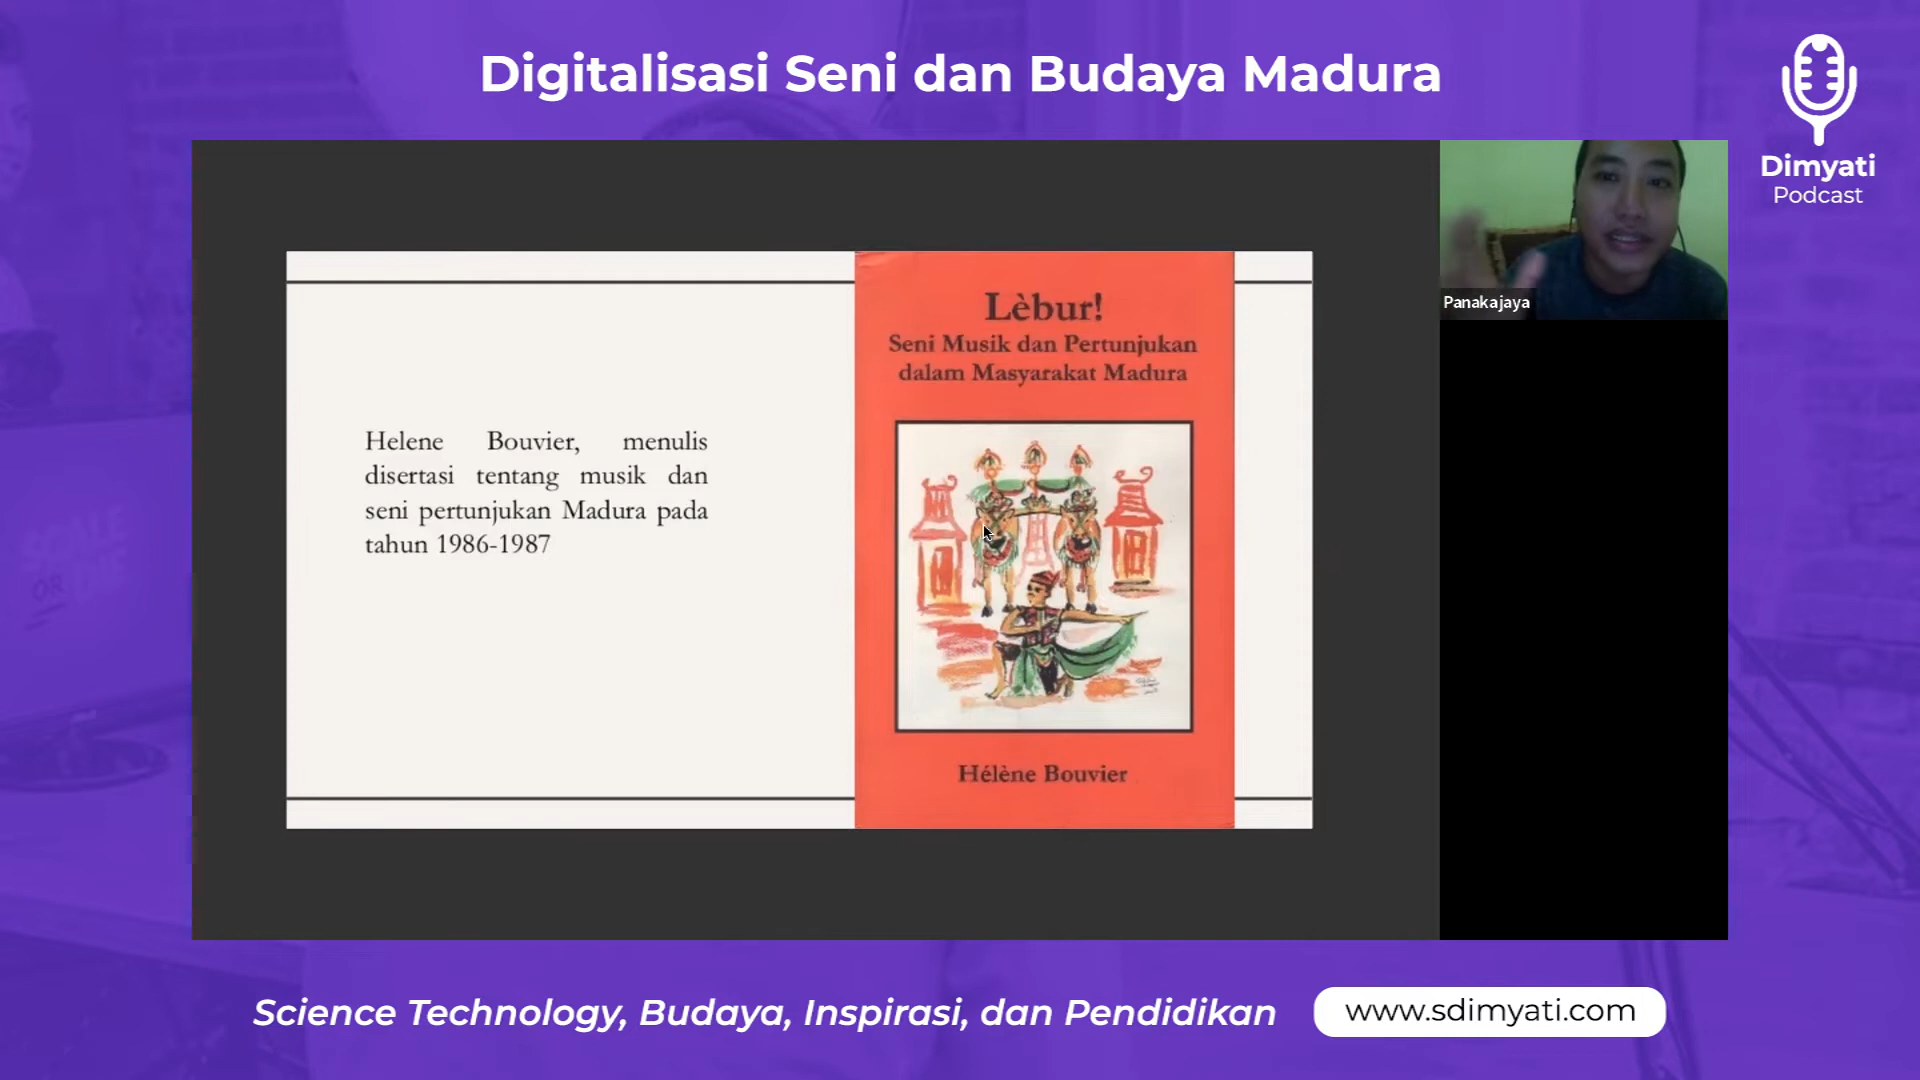 Digitalisasi Seni dan Budaya Madura
Dimyati
Podcast
Panakajaya
Helene Bouvier, menulis
disertasi tentang musik dan
seni pertunjukan Madura pada
tahun 1986-1987
Lèbur!
Seni Musik dan Pertunjukan
dalam Masyarakat Madura
Hélène Bouvier
SCALE
OR
Science Technology, Budaya, Inspirasi, dan Pendidikan
www.sdimyati.com